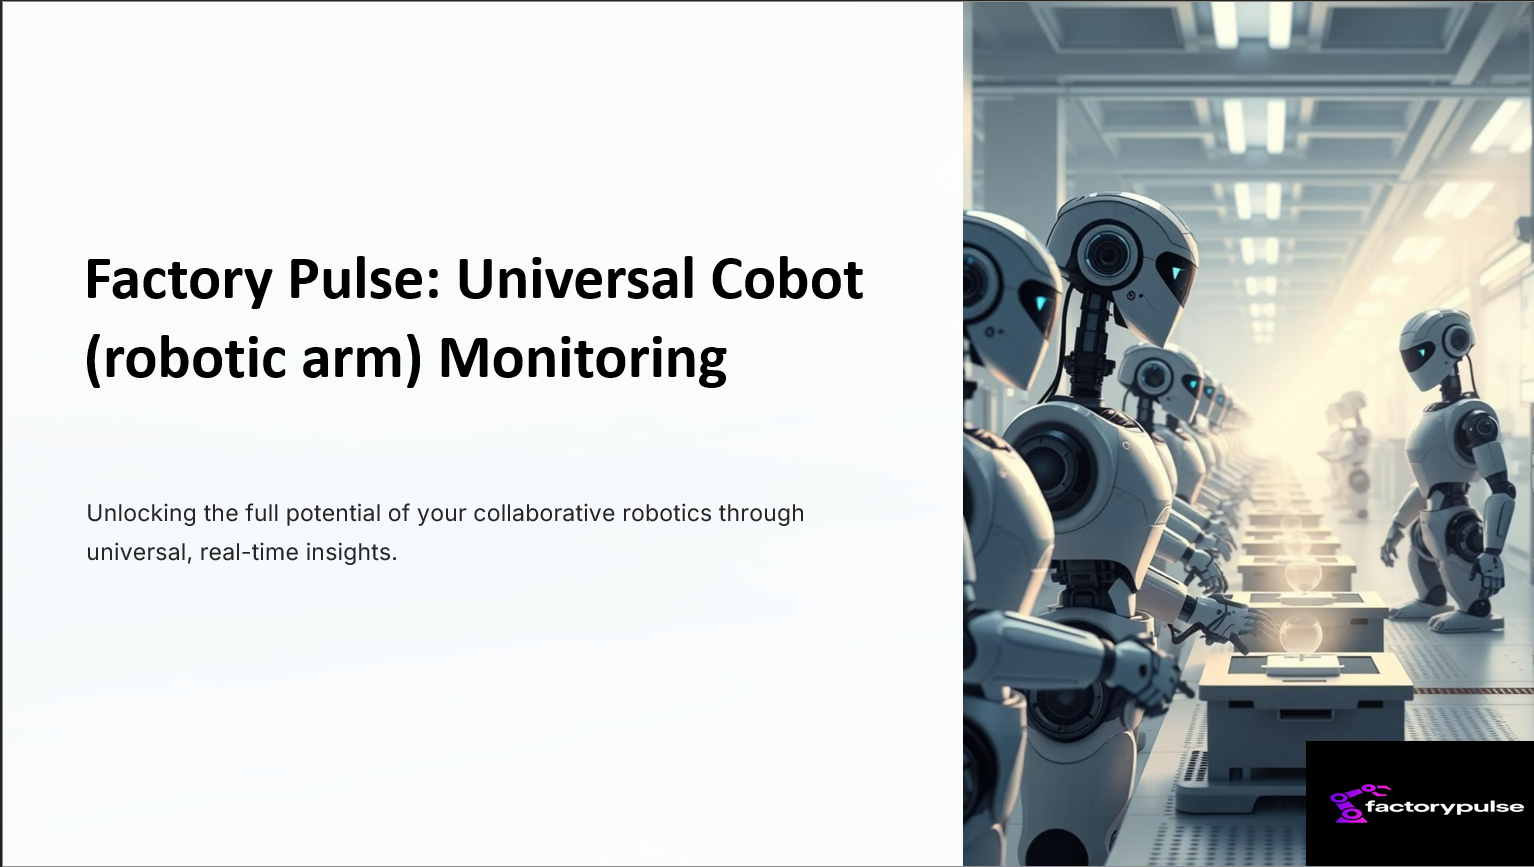 Factory Pulse: Universal Cobot
(robotic arm) Monitoring
Unlocking the full potential of your collaborative robotics through
universal, real-time insights.
factorypulse